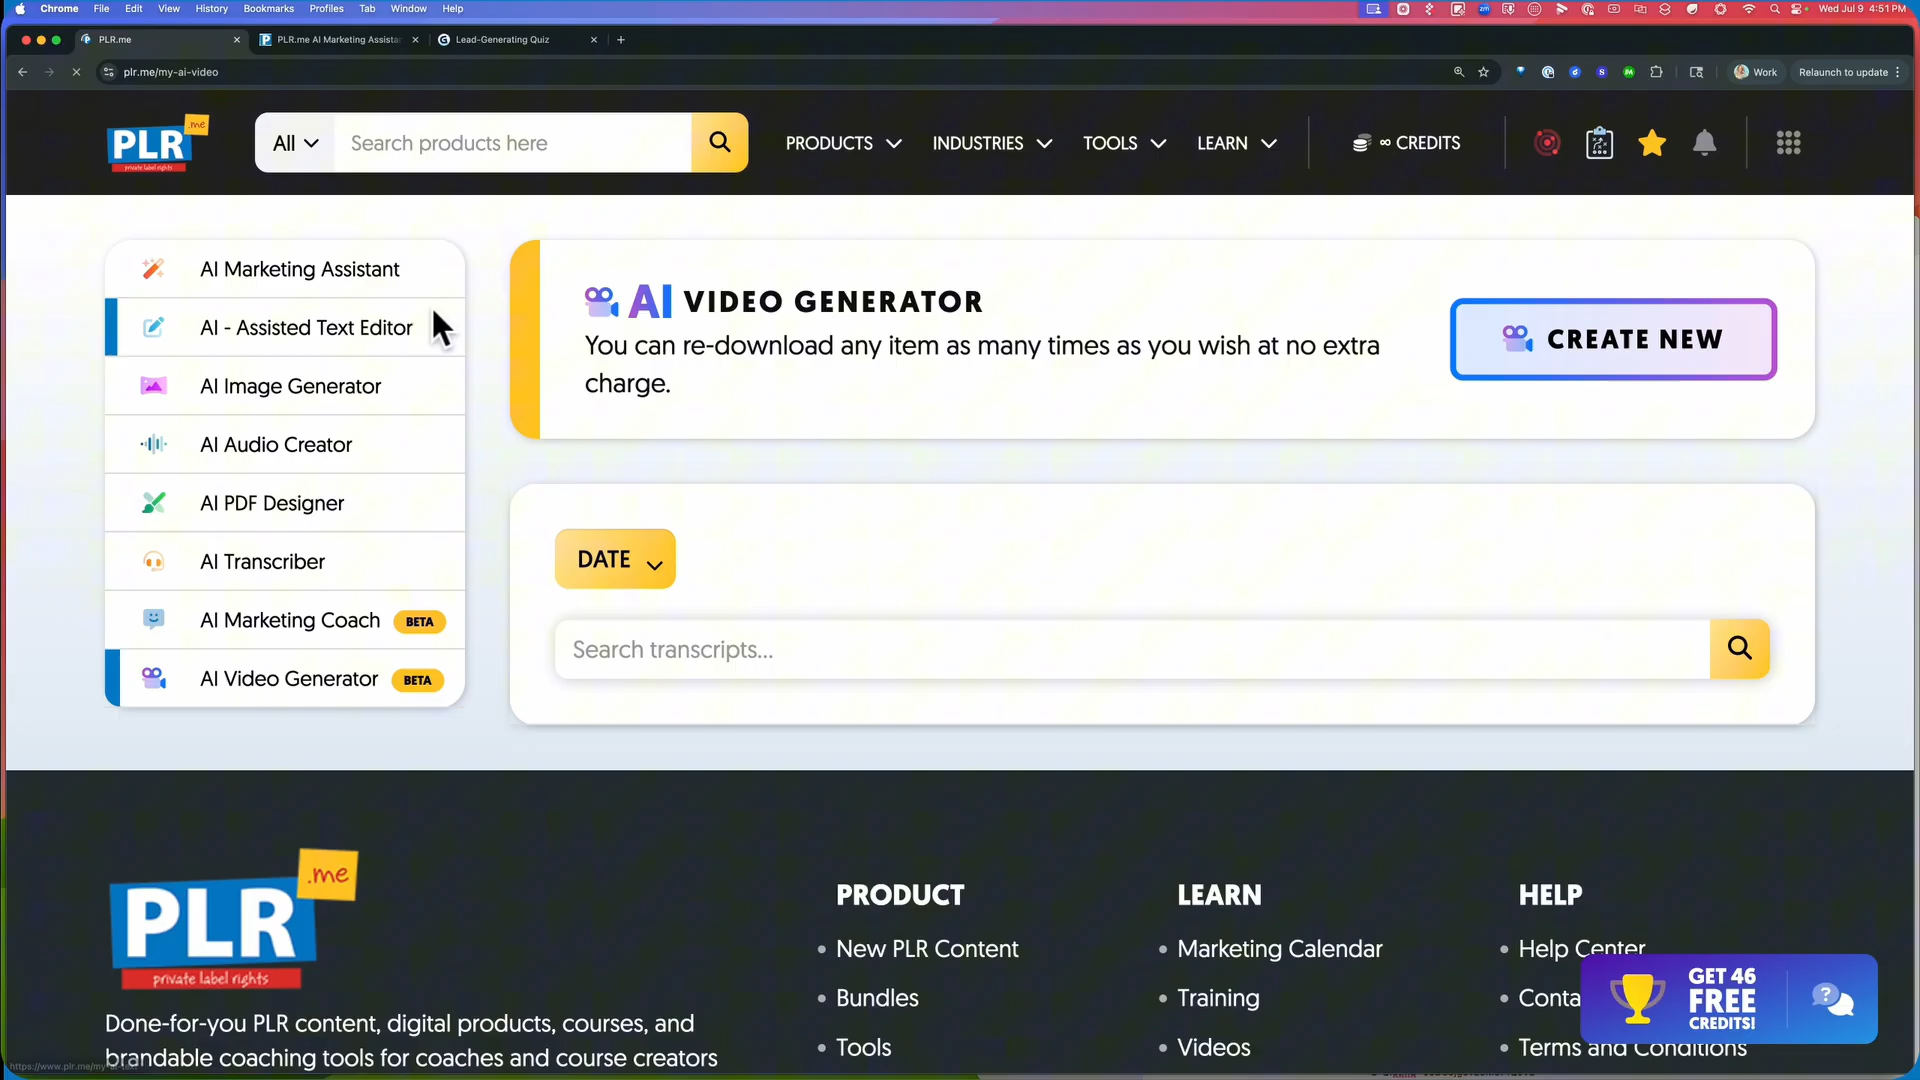 Chrome File Edit View History Bookmarks Profiles Tab Window Help
zm
Wed Jul 9 4:51 PM
PLR.me
PLR.me AI Marketing Assista
Lead-Generating Quiz
plr.me/my-ai-video
Work
Relaunch to update
PLR .me
private label rights
All
Search products here
PRODUCTS
INDUSTRIES
TOOLS
LEARN
∞ CREDITS
AI Marketing Assistant
AI - Assisted Text Editor
AI Image Generator
AI Audio Creator
AI PDF Designer
AI Transcriber
AI Marketing Coach BETA
AI Video Generator BETA
AI VIDEO GENERATOR
You can re-download any item as many times as you wish at no extra
charge.
CREATE NEW
DATE
Search transcripts...
PLR .me
private label rights
Done-for-you PLR content, digital products, courses, and
brandable coaching tools for coaches and course creators
PRODUCT
New PLR Content
Bundles
Tools
LEARN
Marketing Calendar
Training
Videos
HELP
Help Center
Conta
Terms and Conditions
GET 46
FREE
CREDITS!